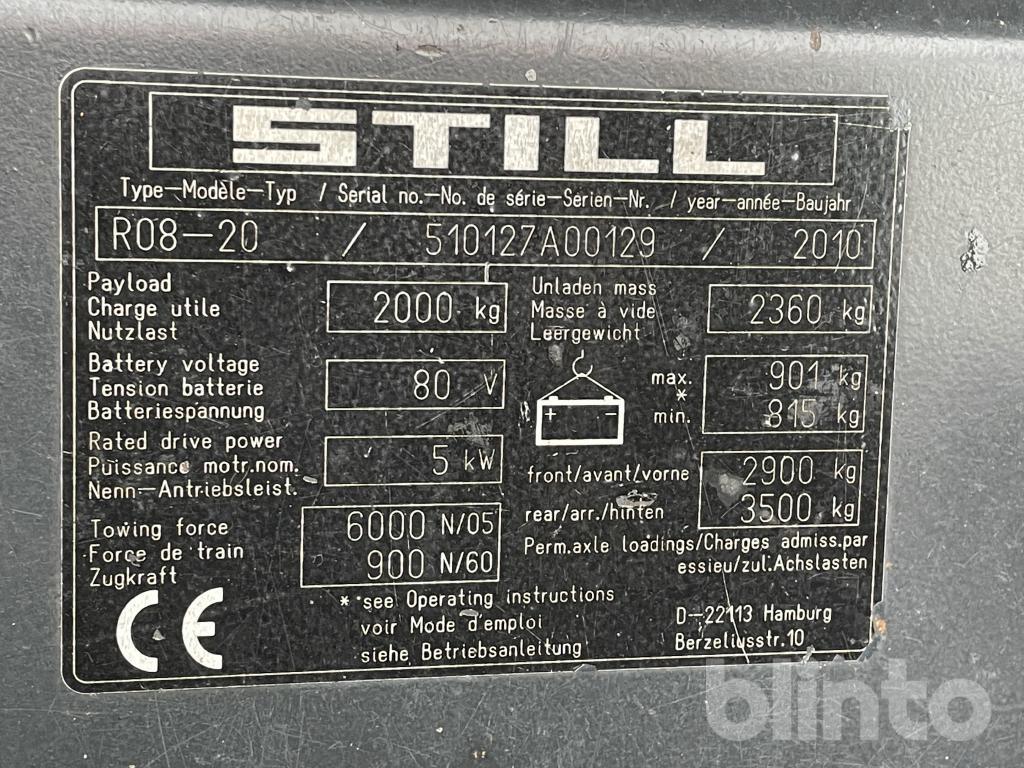 STILL
Type-Modèle-Typ / Serial no.-No. de série-Serien-Nr. / year-année-Baujahr
R08-20 / 510127A00129 / 2010
Payload
Charge utile
Nutzlast
2000 kg
Unladen mass
Masse à vide
Leergewicht
2360 kg
Battery voltage
Tension batterie
Batteriespannung
80 V
+ -
max.
*
min.
901 kg
815 kg
Rated drive power
Puissance motr.nom.
Nenn-Antriebsleist.
5 kW
front/avant/vorne
2900 kg
rear/arr./hinten
3500 kg
Towing force
Force de train
Zugkraft
6000 N/05
900 N/60
Perm.axle loadings/Charges admiss.par
essieu/zul.Achslasten
CE
* see Operating instructions
voir Mode d'emploi
siehe Betriebsanleitung
D-22113 Hamburg
Berzeliusstr.10
blinto